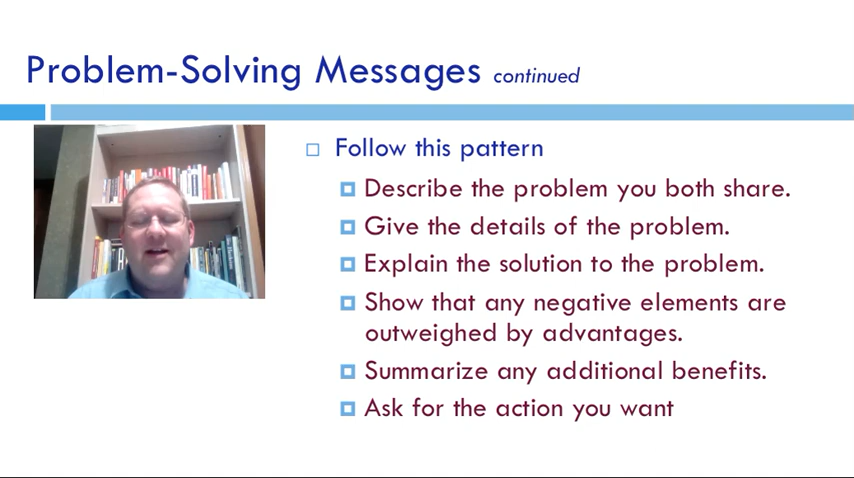 Problem-Solving Messages continued
Follow this pattern
Describe the problem you both share.
Give the details of the problem.
Explain the solution to the problem.
Show that any negative elements are
outweighed by advantages.
Summarize any additional benefits.
Ask for the action you want